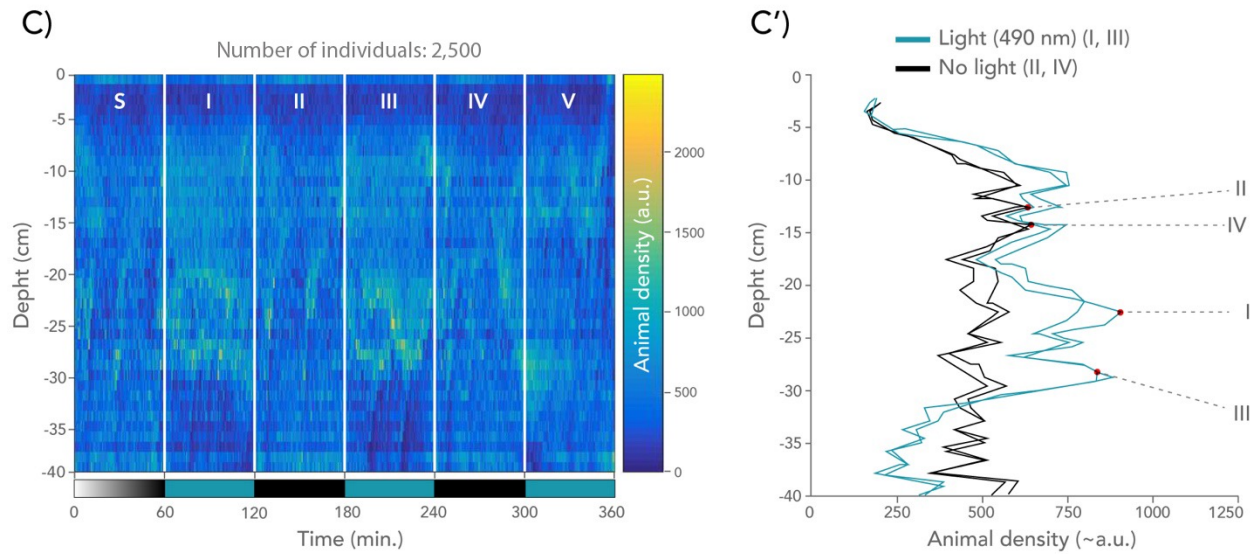 C)
Number of individuals: 2,500
S I II III IV V
0
-5
-10
-15
-20
-25
-30
-35
-40
Depht (cm)
0 60 120 180 240 300 360
Time (min.)
2000
1500
1000
500
0
Animal density (a.u.)
C')
Light (490 nm) (I, III)
No light (II, IV)
0
-5
-10
-15
-20
-25
-30
-35
-40
Depht (cm)
II
IV
I
III
0 250 500 750 1000 1250
Animal density (~a.u.)